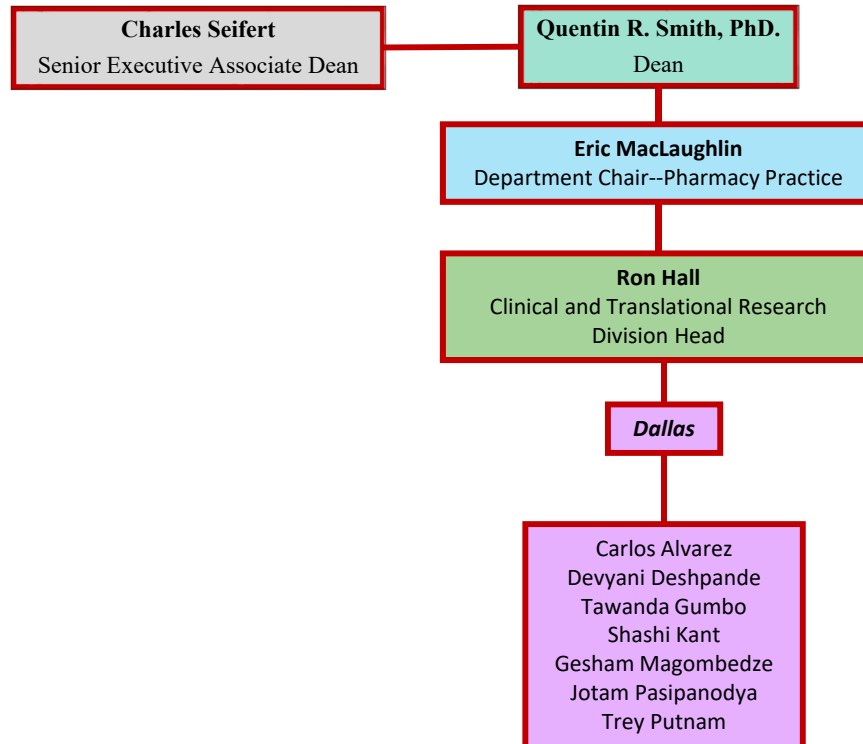 Charles Seifert
Senior Executive Associate Dean
Quentin R. Smith, PhD.
Dean
Eric MacLaughlin
Department Chair--Pharmacy Practice
Ron Hall
Clinical and Translational Research
Division Head
Dallas
Carlos Alvarez
Devyani Deshpande
Tawanda Gumbo
Shashi Kant
Gesham Magombedze
Jotam Pasipanodya
Trey Putnam